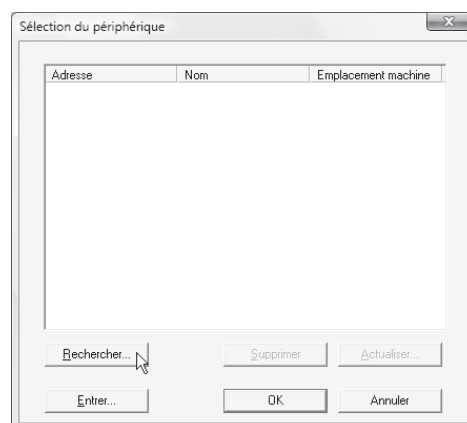 Sélection du périphérique
Adresse Nom Emplacement machine
Rechercher... Supprimer Actualiser...
Entrer... OK Annuler